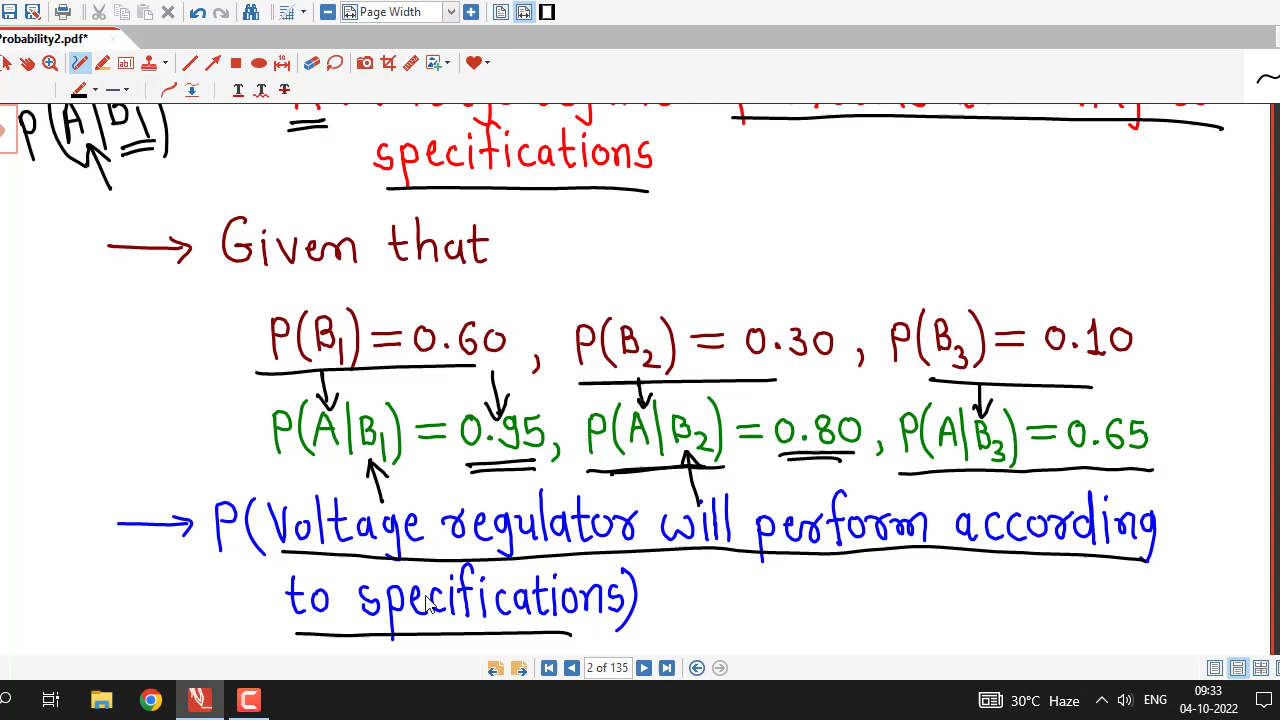 Page Width
Probability2.pdf*
P(A|B1)
specifications
→ Given that
P(B1) = 0.60, P(B2) = 0.30, P(B3) = 0.10
P(A|B1) = 0.95, P(A|B2) = 0.80, P(A|B3) = 0.65
→ P(Voltage regulator will perform according
to specifications)
2 of 135
30°C Haze ENG 09:33
04-10-2022